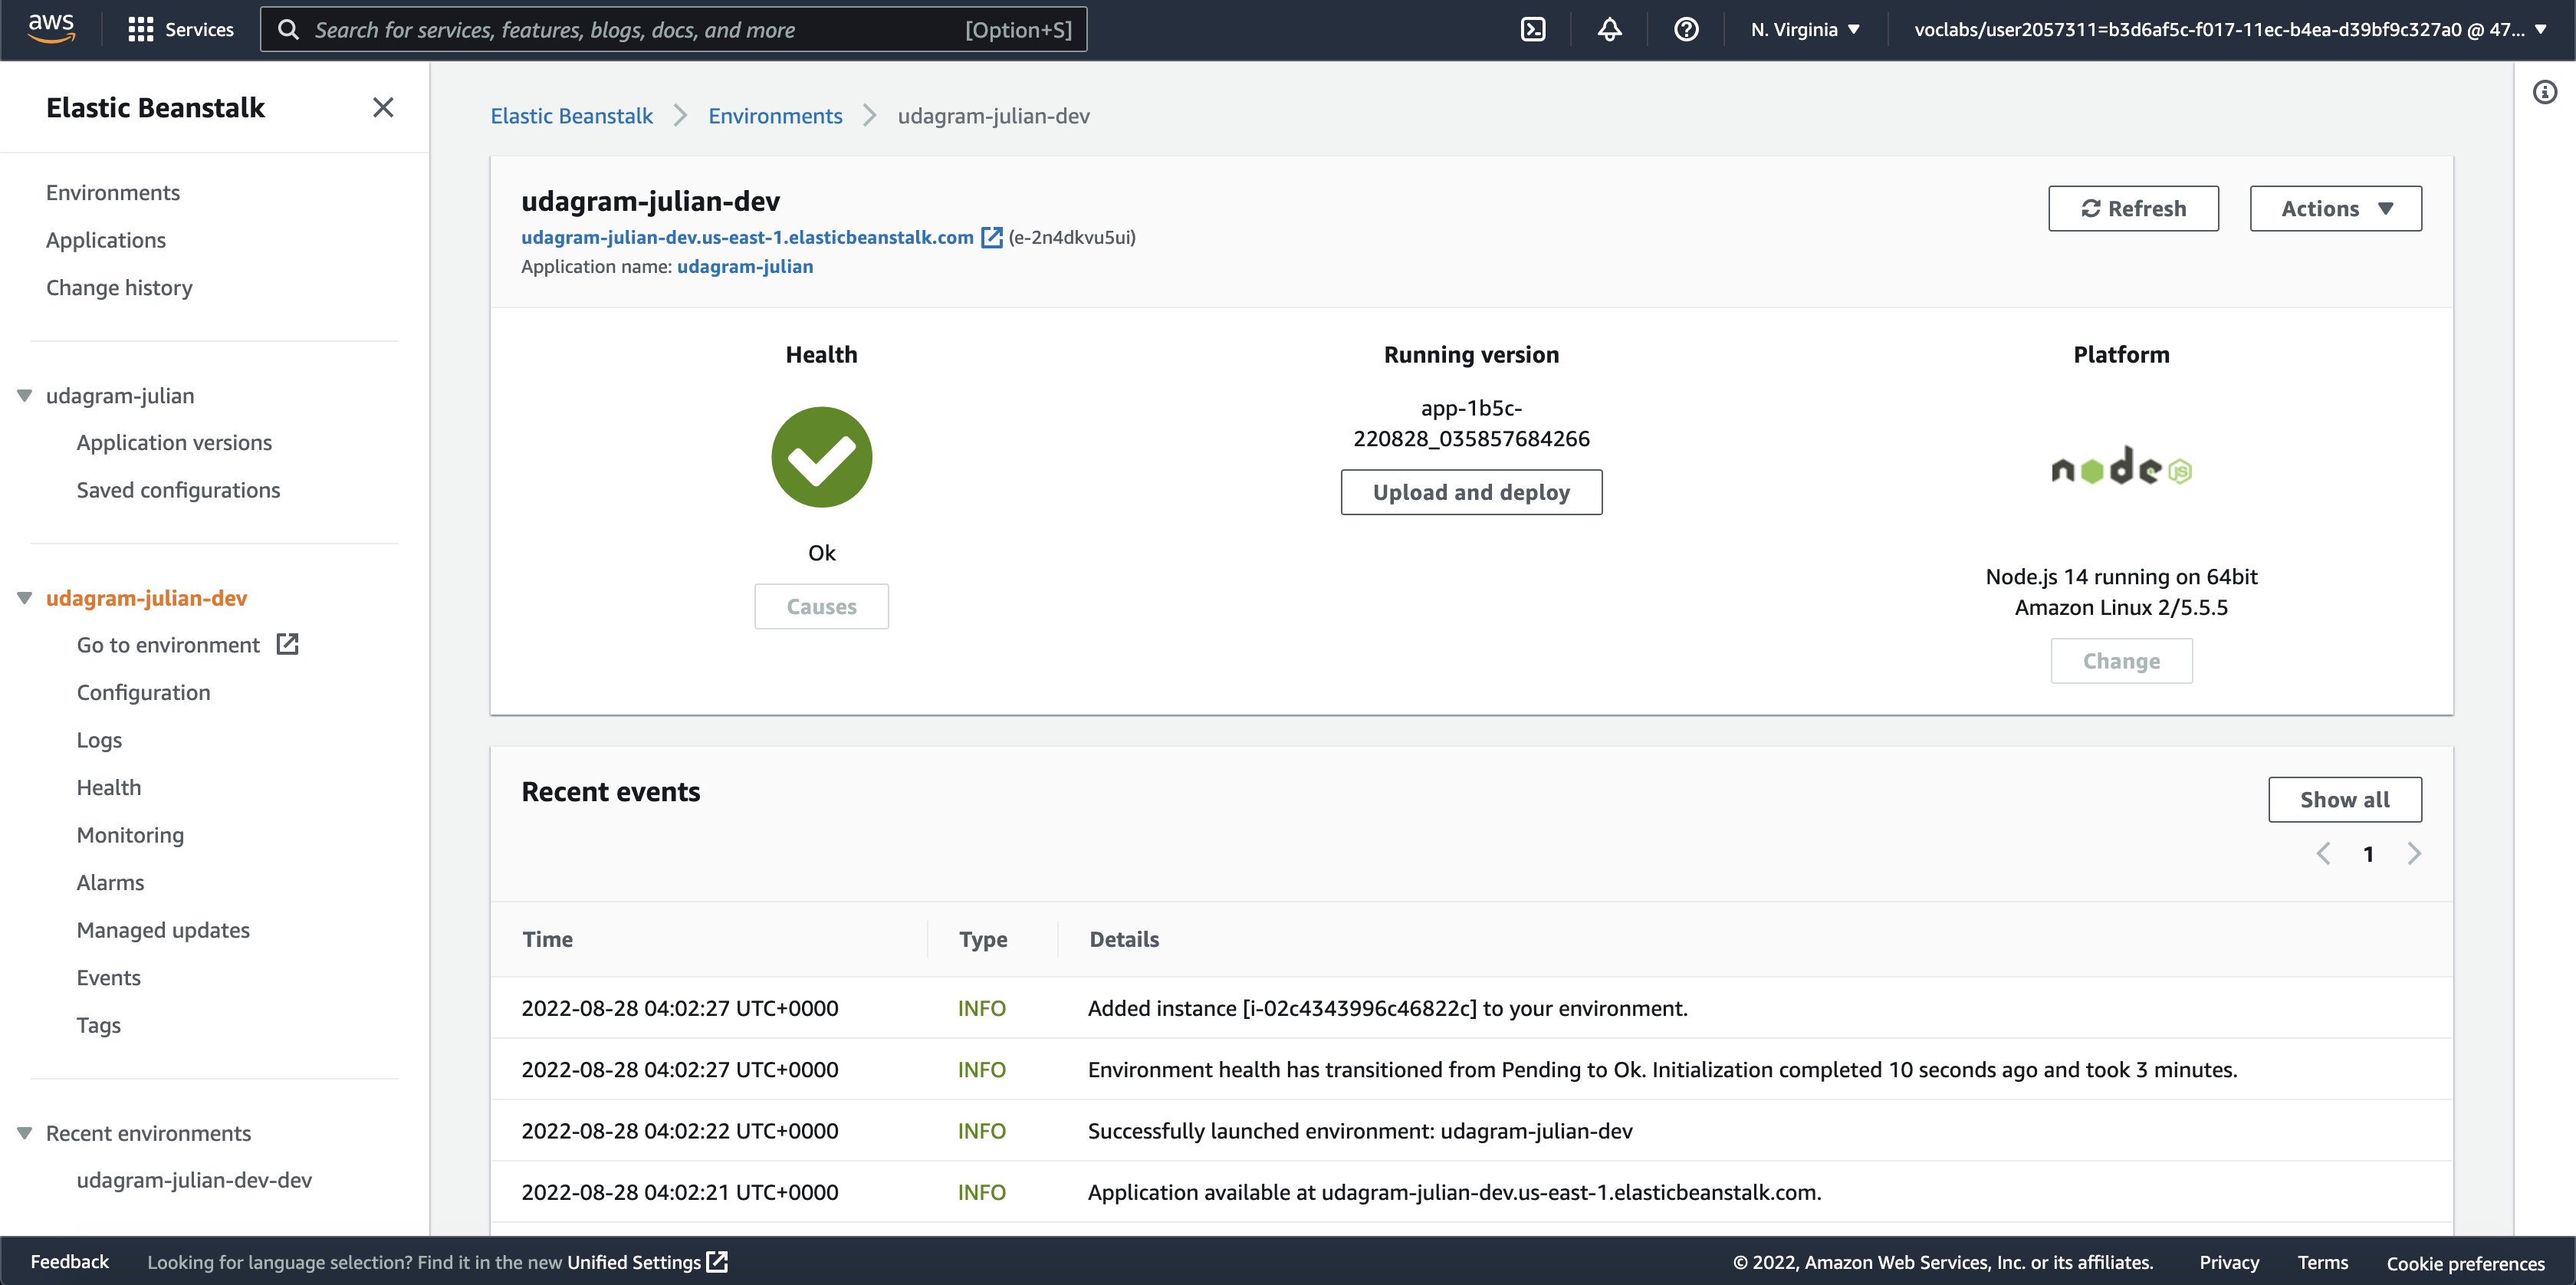 aws
Services
Search for services, features, blogs, docs, and more
[Option+S]
N. Virginia
voclabs/user2057311=b3d6af5c-f017-11ec-b4ea-d39bf9c327a0 @ 47...
Elastic Beanstalk
Environments
Applications
Change history
udagram-julian
Application versions
Saved configurations
udagram-julian-dev
Go to environment
Configuration
Logs
Health
Monitoring
Alarms
Managed updates
Events
Tags
Recent environments
udagram-julian-dev-dev
Elastic Beanstalk
Environments
udagram-julian-dev
udagram-julian-dev
udagram-julian-dev.us-east-1.elasticbeanstalk.com (e-2n4dkvu5ui)
Application name: udagram-julian
Refresh
Actions
Health
Ok
Causes
Running version
app-1b5c-
220828_035857684266
Upload and deploy
Platform
node JS
Node.js 14 running on 64bit
Amazon Linux 2/5.5.5
Change
Recent events
Show all
1
Time Type Details
2022-08-28 04:02:27 UTC+0000 INFO Added instance [i-02c4343996c46822c] to your environment.
2022-08-28 04:02:27 UTC+0000 INFO Environment health has transitioned from Pending to Ok. Initialization completed 10 seconds ago and took 3 minutes.
2022-08-28 04:02:22 UTC+0000 INFO Successfully launched environment: udagram-julian-dev
2022-08-28 04:02:21 UTC+0000 INFO Application available at udagram-julian-dev.us-east-1.elasticbeanstalk.com.
Feedback
Looking for language selection? Find it in the new Unified Settings
© 2022, Amazon Web Services, Inc. or its affiliates.
Privacy
Terms
Cookie preferences